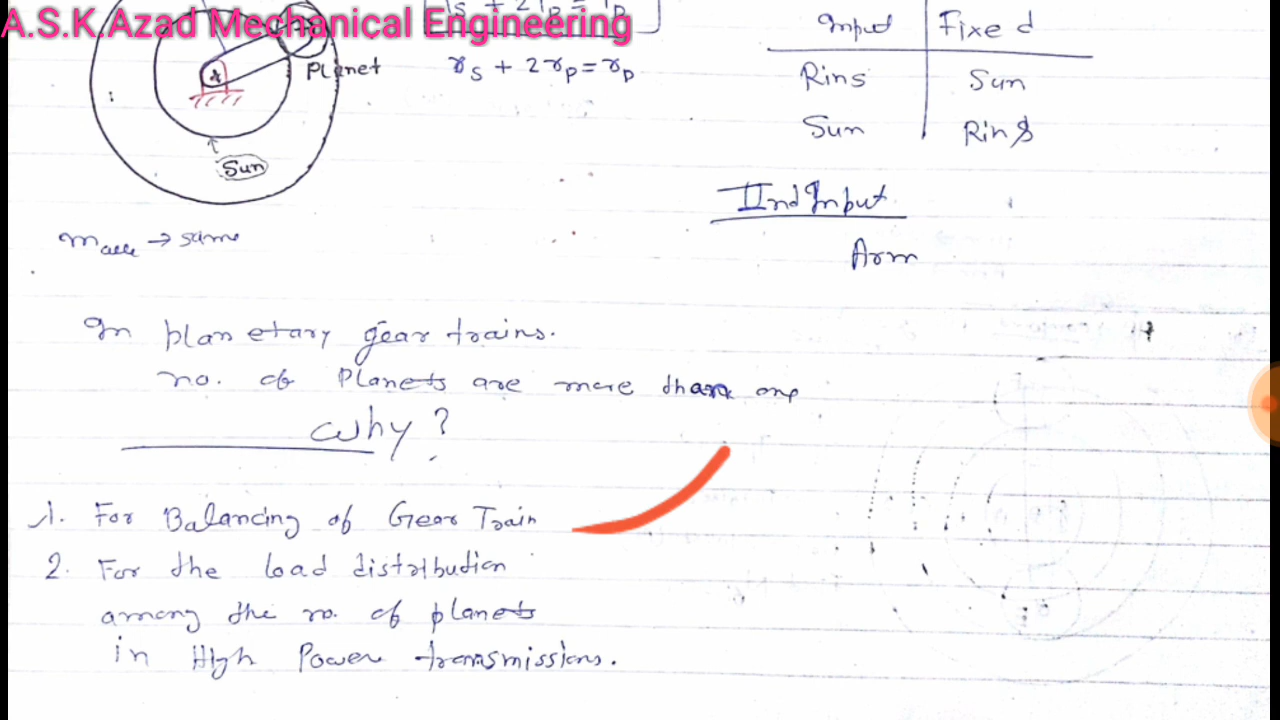 A.S.K.Azad Mechanical Engineering
Planet
Sun
m all → same
rs + 2rp = rp
Input Fixed
Ring Sun
Sun Ring
IInd Input
Arm
In planetary gear trains.
no. of Planets are more than one
Why?
1. For Balancing of Gear Train
2. For the load distribution
among the no. of planets
in High Power transmissions.